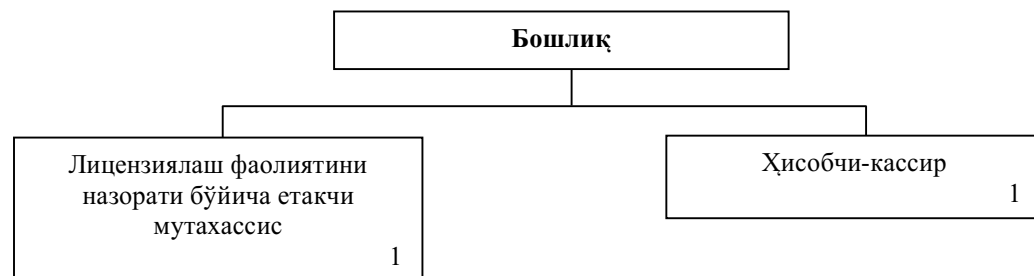 Бошлиқ
Лицензиялаш фаолиятини
назорати бўйича етакчи
мутахассис
1
Ҳисобчи-кассир
1